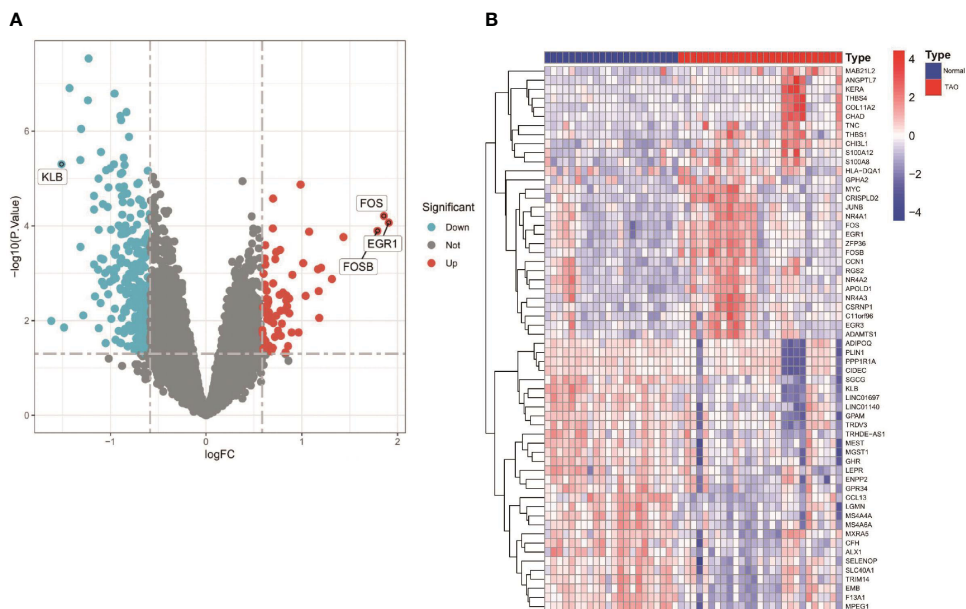 A
B
6
4
2
0
−1
0
1
2
logFC
−log10(P.Value)
KLB
FOS
EGR1
FOSB
Significant
Down
Not
Up
Type
MAB21L2
ANGPTL7
KERA
THBS4
COL11A2
CHAD
TNC
THBS1
CHI3L1
S100A12
S100A8
HLA−DQA1
GPHA2
MYC
CRISPLD2
JUNB
NR4A1
FOS
EGR1
ZFP36
FOSB
CCN1
RGS2
NR4A2
APOLD1
NR4A3
CSRNP1
C11orf96
EGR3
ADAMTS1
ADIPOQ
PLIN1
PPP1R1A
CIDEC
SGCG
KLB
LINC01697
LINC01140
GPAM
TRDV3
TRHDE−AS1
MEST
MGST1
GHR
LEPR
ENPP2
GPR34
CCL13
LGMN
MS4A4A
MS4A6A
MXRA5
CFH
ALX1
SELENOP
SLC40A1
TRIM14
EMB
F13A1
MPEG1
4
2
0
−2
−4
Type
Normal
TAO